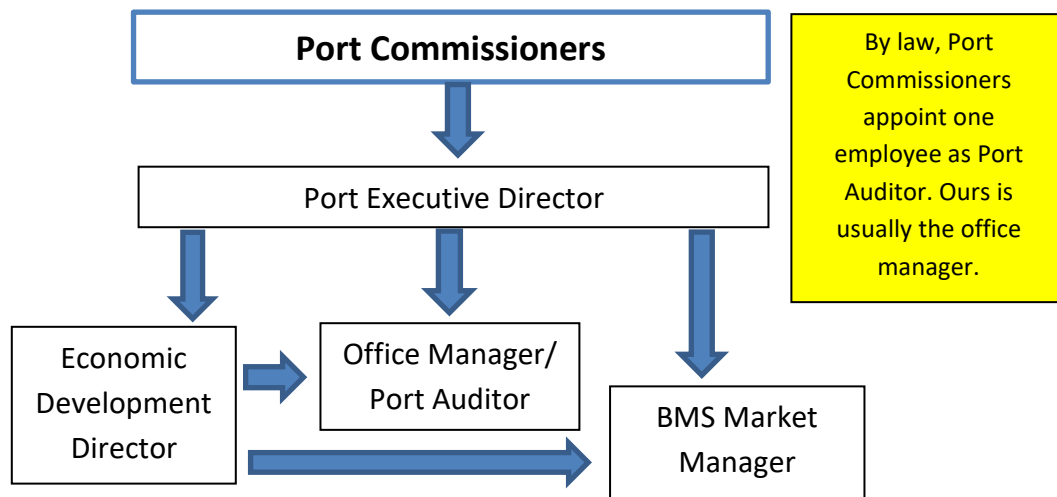 Port Commissioners
By law, Port
Commissioners
appoint one
employee as Port
Auditor. Ours is
usually the office
manager.
Port Executive Director
Economic
Development
Director
Office Manager/
Port Auditor
BMS Market
Manager